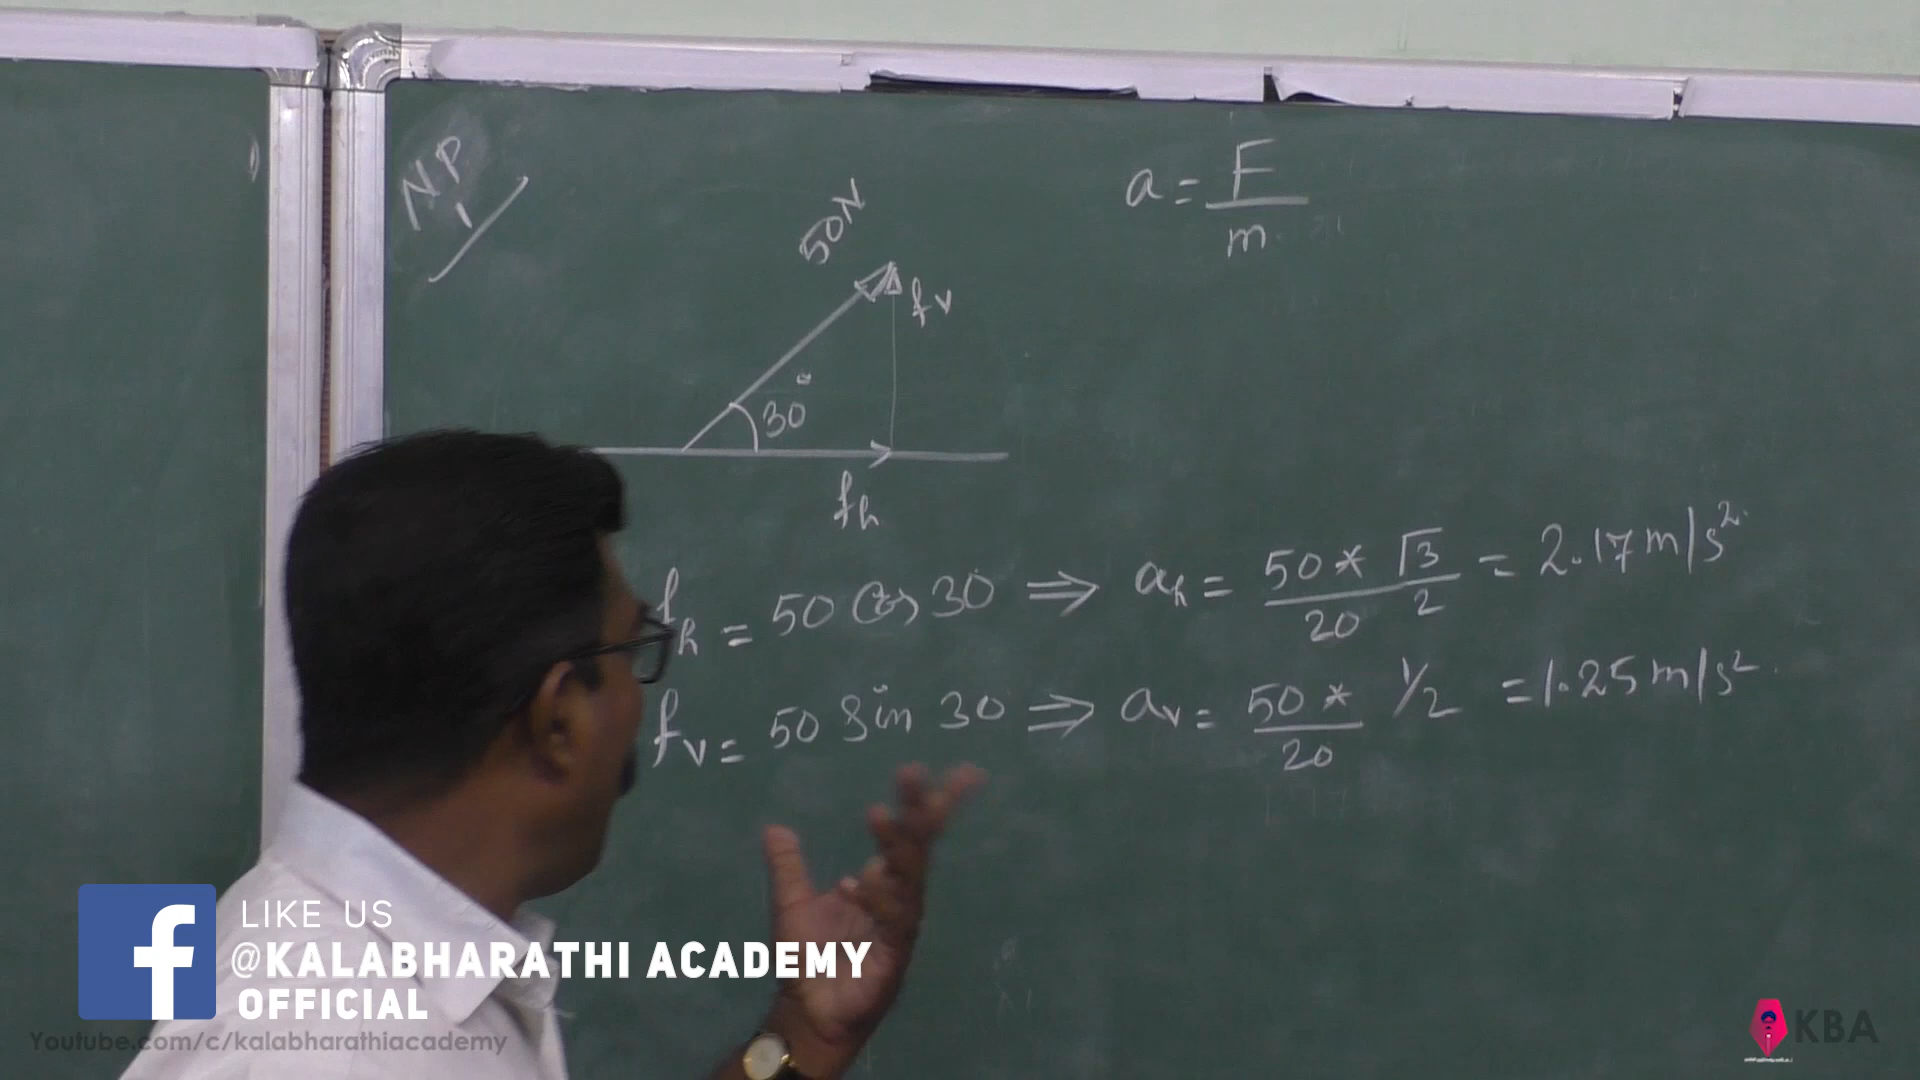 NP
1
a = F/m
50N
fv
30°
fh
fh = 50 Cos 30 ⇒ ah = 50/20 * √3/2 = 2.17 m/s²
fv = 50 Sin 30 ⇒ av = 50/20 * 1/2 = 1.25 m/s²
LIKE US
@KALABHARATHI ACADEMY
OFFICIAL
Youtube.com/c/kalabharathiacademy
KBA